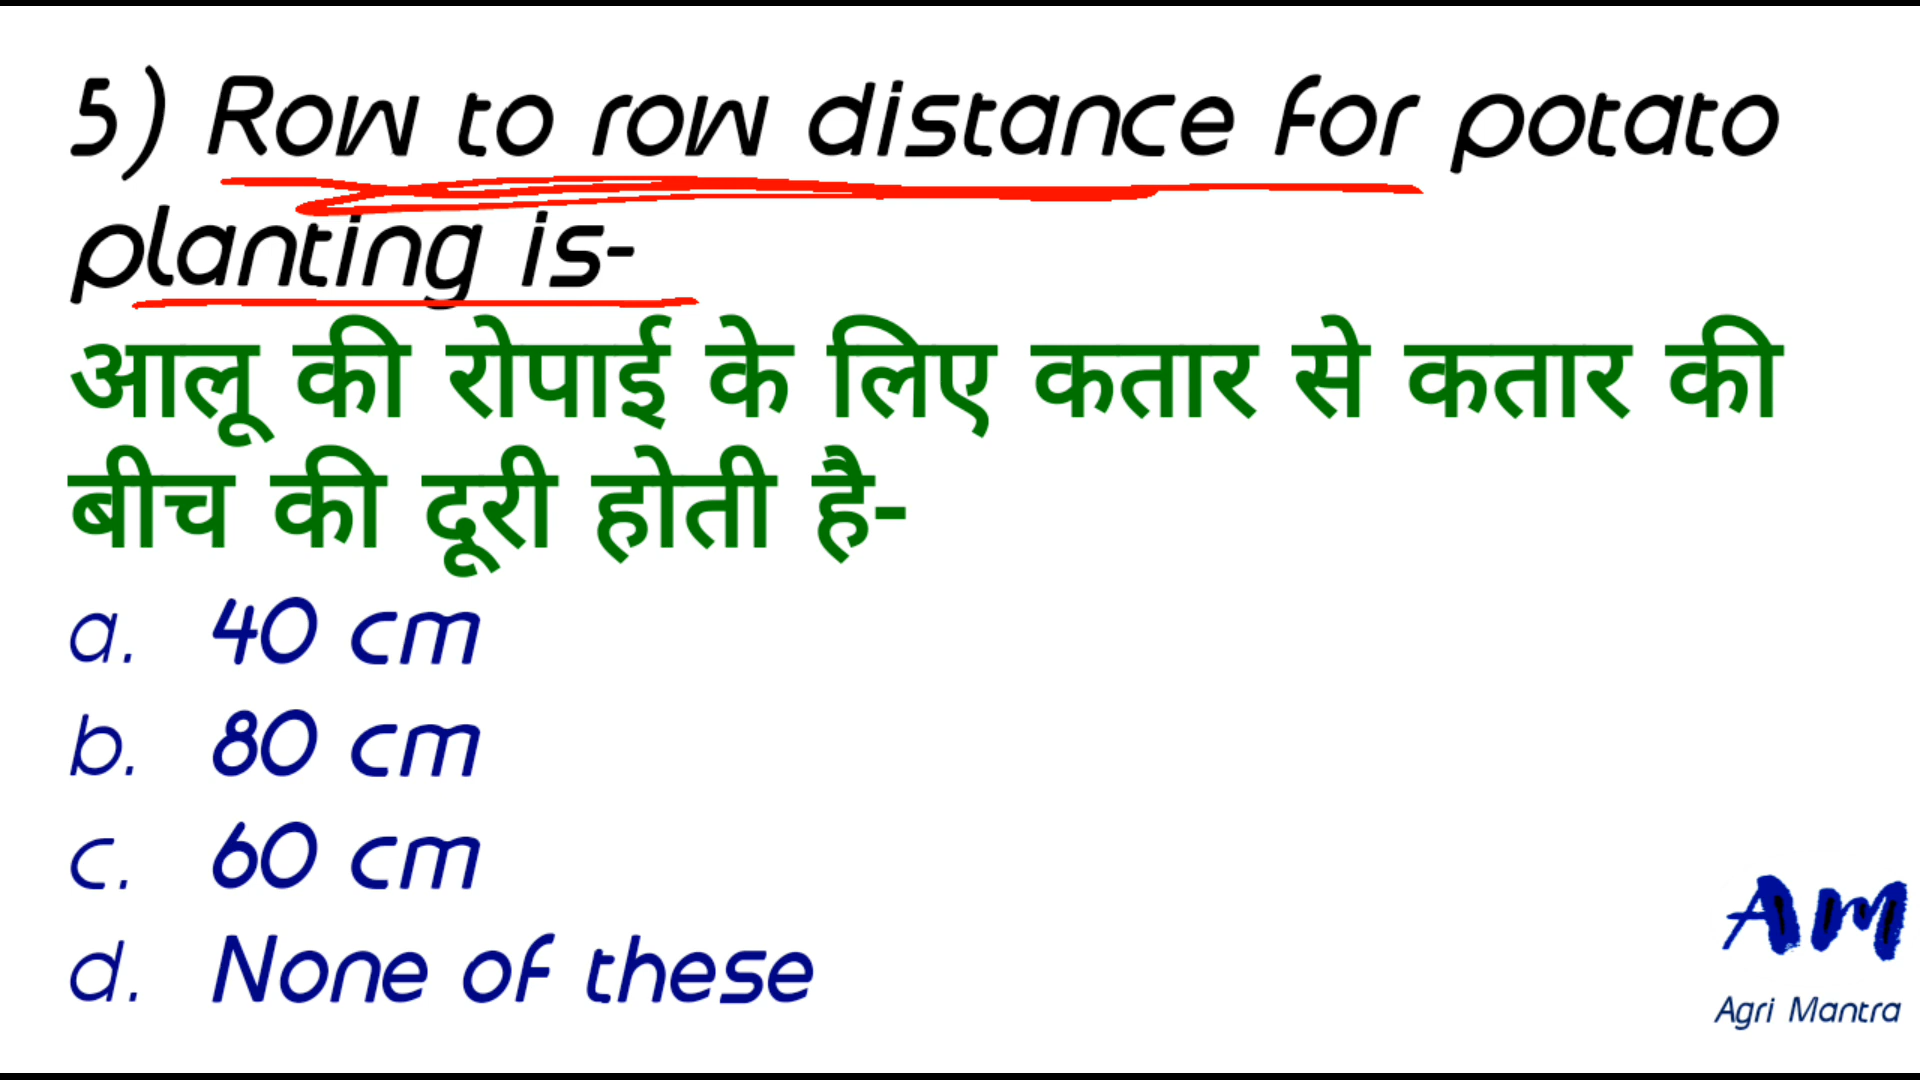 5) Row to row distance for potato
planting is-
आलू की रोपाई के लिए कतार से कतार की
बीच की दूरी होती है-
a. 40 cm
b. 80 cm
c. 60 cm
d. None of these
AM
Agri Mantra